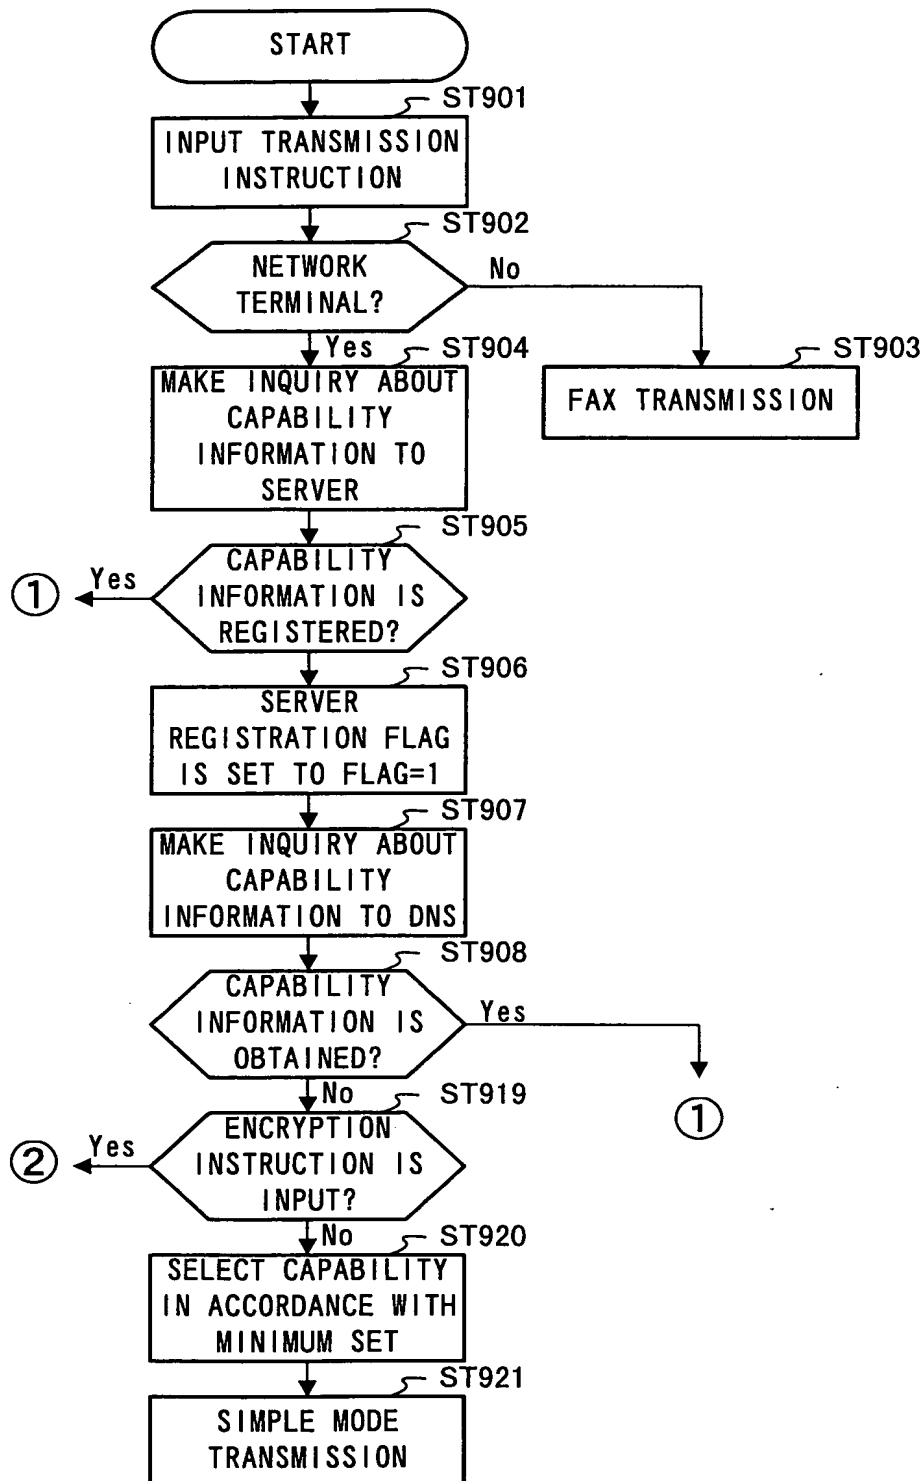 START
ST901
INPUT TRANSMISSION
INSTRUCTION
ST902
NETWORK
TERMINAL?
No
Yes
ST904
ST903
MAKE INQUIRY ABOUT
CAPABILITY
INFORMATION TO
SERVER
FAX TRANSMISSION
ST905
CAPABILITY
INFORMATION IS
REGISTERED?
Yes
①
ST906
SERVER
REGISTRATION FLAG
IS SET TO FLAG=1
ST907
MAKE INQUIRY ABOUT
CAPABILITY
INFORMATION TO DNS
ST908
CAPABILITY
INFORMATION IS
OBTAINED?
Yes
①
No
ST919
ENCRYPTION
INSTRUCTION IS
INPUT?
Yes
②
No
ST920
SELECT CAPABILITY
IN ACCORDANCE WITH
MINIMUM SET
ST921
SIMPLE MODE
TRANSMISSION